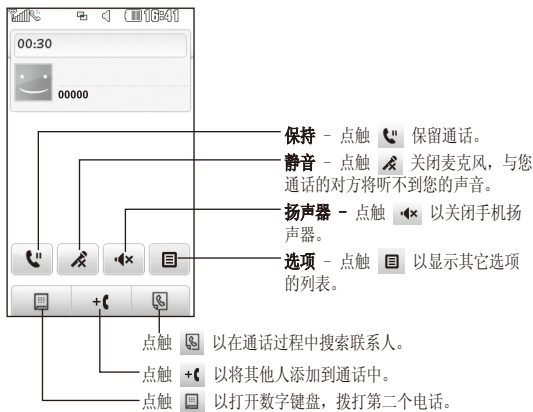 16:41
00:30
00000
保持 - 点触 保留通话。
静音 - 点触 关闭麦克风，与您
通话的对方将听不到您的声音。
扬声器 - 点触 以关闭手机扬
声器。
选项 - 点触 以显示其它选项
的列表。
点触 以在通话过程中搜索联系人。
点触 以将其他人添加到通话中。
点触 以打开数字键盘，拨打第二个电话。